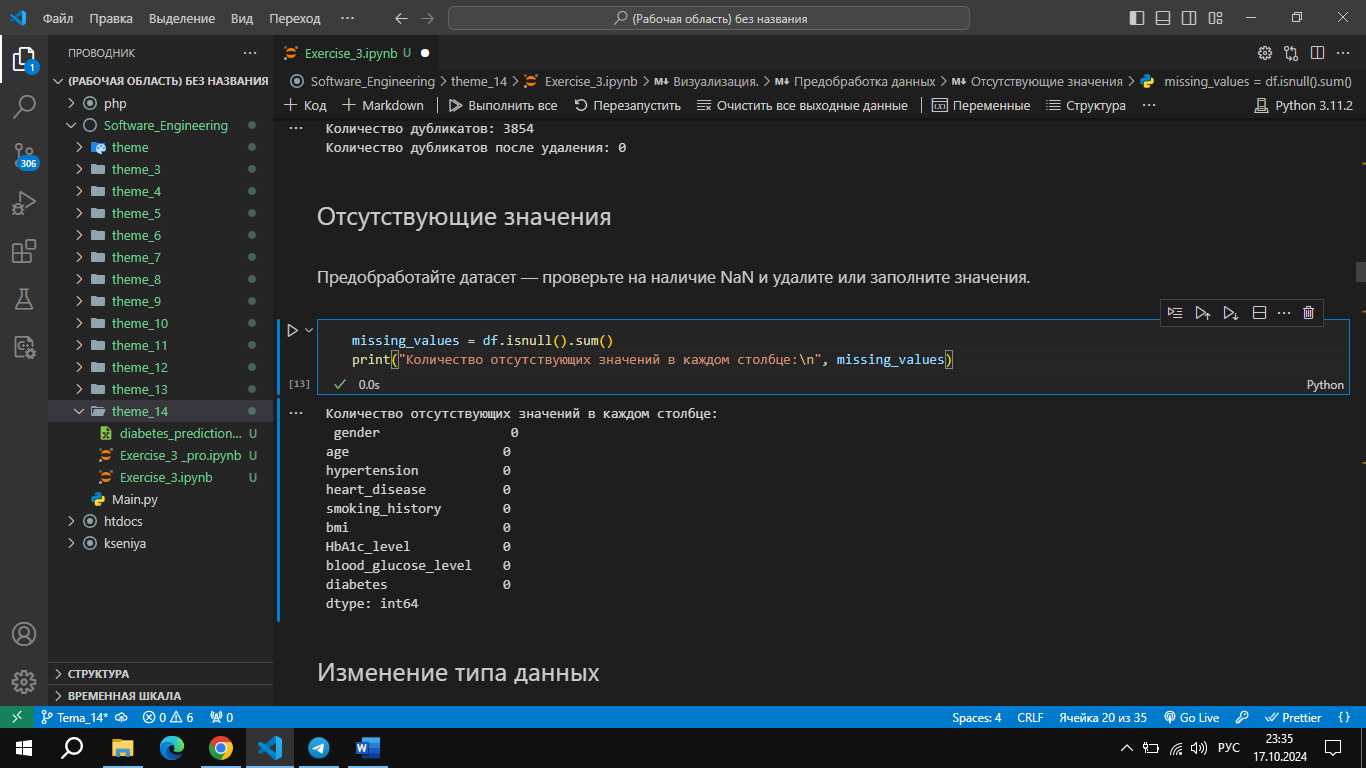 Файл Правка Выделение Вид Переход ··· (Рабочая область) без названия
ПРОВОДНИК ···
(РАБОЧАЯ ОБЛАСТЬ) БЕЗ НАЗВАНИЯ
php
Software_Engineering
theme
theme_3
theme_4
theme_5
theme_6
theme_7
theme_8
theme_9
theme_10
theme_11
theme_12
theme_13
theme_14
diabetes_prediction... U
Exercise_3 _pro.ipynb U
Exercise_3.ipynb U
Main.py
htdocs
kseniya
СТРУКТУРА
ВРЕМЕННАЯ ШКАЛА
1
306
Exercise_3.ipynb U
Software_Engineering > theme_14 > Exercise_3.ipynb > Визуализация. > Предобработка данных > Отсутствующие значения > missing_values = df.isnull().sum()
Код Markdown Выполнить все Перезапустить Очистить все выходные данные Переменные Структура ··· Python 3.11.2
Количество дубликатов: 3854
Количество дубликатов после удаления: 0
Отсутствующие значения
Предобработайте датасет — проверьте на наличие NaN и удалите или заполните значения.
missing_values = df.isnull().sum()
print("Количество отсутствующих значений в каждом столбце:\n", missing_values)
[13] 0.0s Python
Количество отсутствующих значений в каждом столбце:
gender 0
age 0
hypertension 0
heart_disease 0
smoking_history 0
bmi 0
HbA1c_level 0
blood_glucose_level 0
diabetes 0
dtype: int64
Изменение типа данных
Tema_14* 0 6 0 Spaces: 4 CRLF Ячейка 20 из 35 Go Live Prettier {}
РУС
23:35
17.10.2024